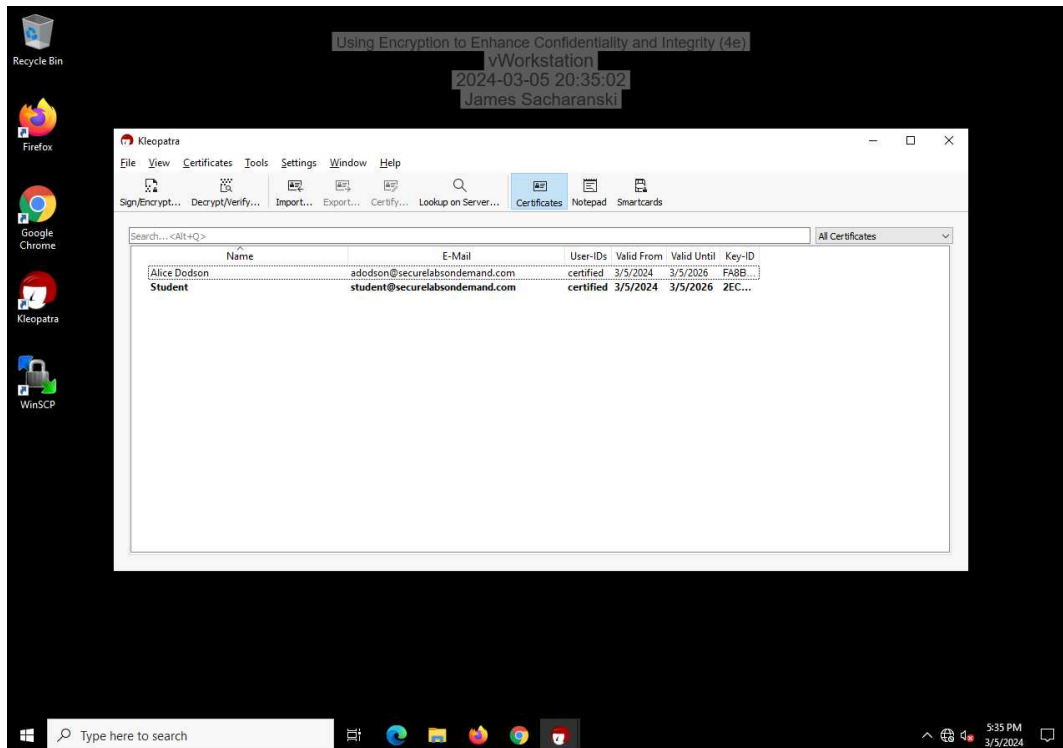 Recycle Bin
Using Encryption to Enhance Confidentiality and Integrity (4e)
vWorkstation
2024-03-05 20:35:02
James Sacharanski
Firefox
Google
Chrome
Kleopatra
WinSCP
Kleopatra
File View Certificates Tools Settings Window Help
Sign/Encrypt... Decrypt/Verify... Import... Export... Certify... Lookup on Server... Certificates Notepad Smartcards
Search...<Alt+Q> All Certificates
Name E-Mail User-IDs Valid From Valid Until Key-ID
Alice Dodson adodson@securelabsondemand.com certified 3/5/2024 3/5/2026 FA8B...
Student student@securelabsondemand.com certified 3/5/2024 3/5/2026 2EC...
Type here to search
5:35 PM
3/5/2024